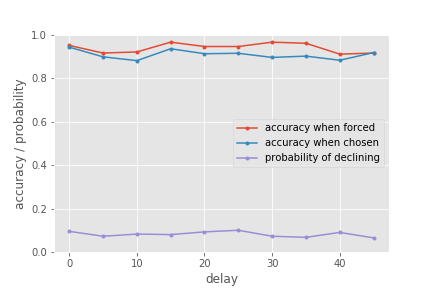 1.0
0.8
0.6
0.4
0.2
0.0
accuracy / probability
accuracy when forced
accuracy when chosen
probability of declining
0 10 20 30 40
delay